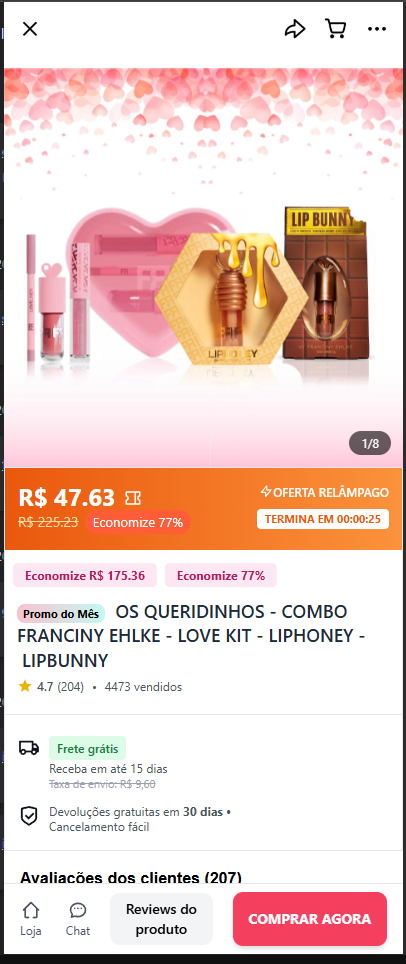 LIP BUNNY
LIPHONEY
1/8
R$ 47.63
OFERTA RELÂMPAGO
R$ 225.23 Economize 77%
TERMINA EM 00:00:25
Economize R$ 175.36 Economize 77%
Promo do Mês OS QUERIDINHOS - COMBO
FRANCINY EHLKE - LOVE KIT - LIPHONEY -
LIPBUNNY
4.7 (204) • 4473 vendidos
Frete grátis
Receba em até 15 dias
Taxa de envio: R$ 9,60
Devoluções gratuitas em 30 dias •
Cancelamento fácil
Avaliações dos clientes (207)
Loja
Chat
Reviews do
produto
COMPRAR AGORA